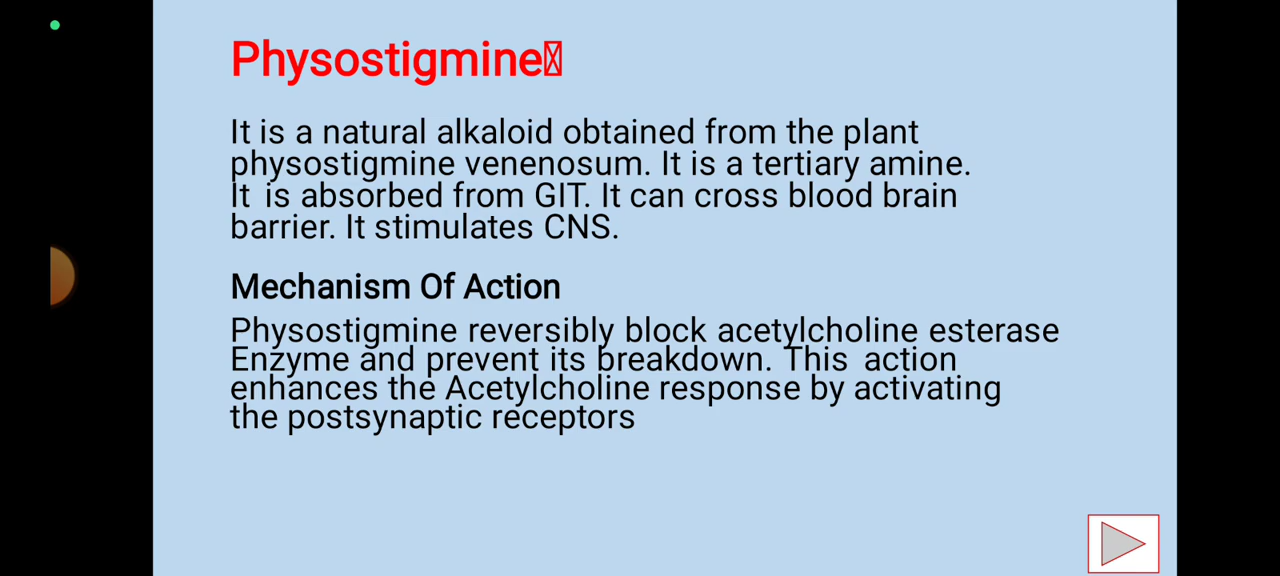 Physostigmine
It is a natural alkaloid obtained from the plant
physostigmine venenosum. It is a tertiary amine.
It is absorbed from GIT. It can cross blood brain
barrier. It stimulates CNS.
Mechanism Of Action
Physostigmine reversibly block acetylcholine esterase
Enzyme and prevent its breakdown. This action
enhances the Acetylcholine response by activating
the postsynaptic receptors